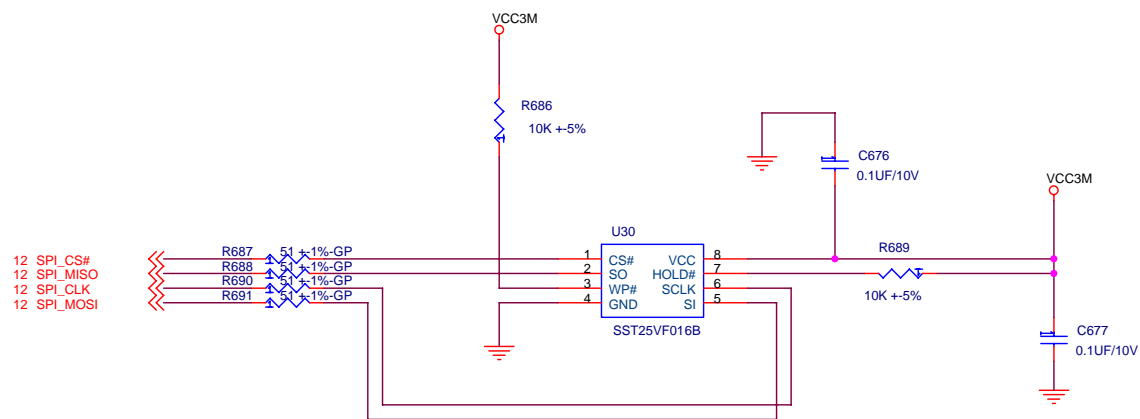 VCC3M
R686
10K +-5%
C676
0.1UF/10V
VCC3M
U30
R687 51 +-1%-GP
12 SPI_CS# 1 CS# VCC 8 R689
R688 51 +-1%-GP
12 SPI_MISO 2 SO HOLD# 7 1
R690 51 +-1%-GP
12 SPI_CLK 3 WP# SCLK 6 10K +-5%
R691 51 +-1%-GP
12 SPI_MOSI 4 GND SI 5
SST25VF016B
C677
0.1UF/10V